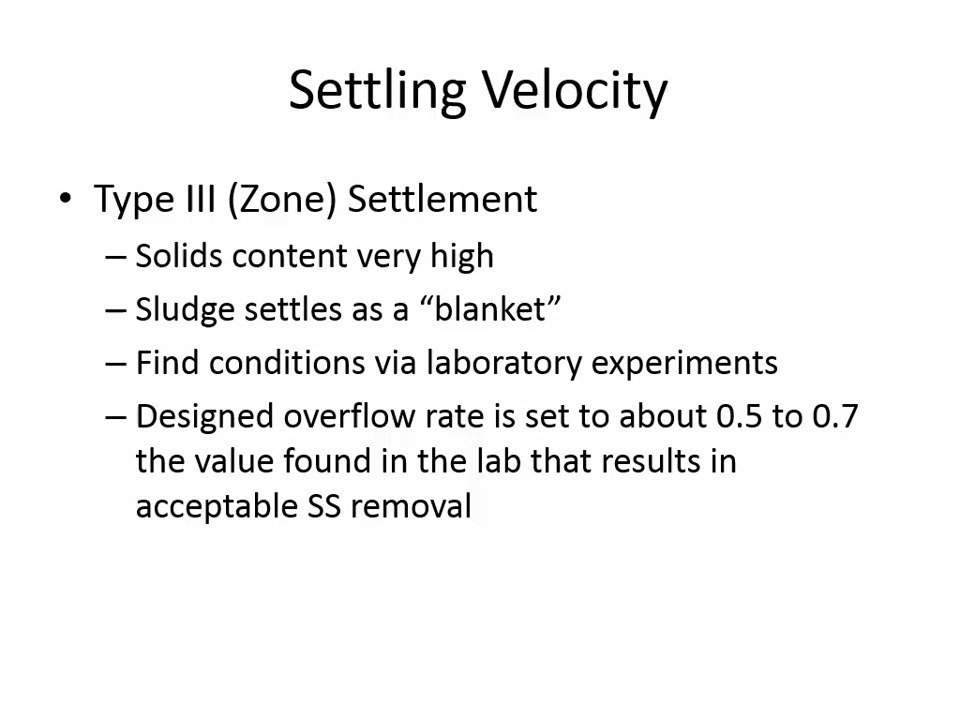 Settling Velocity
• Type III (Zone) Settlement
– Solids content very high
– Sludge settles as a “blanket”
– Find conditions via laboratory experiments
– Designed overflow rate is set to about 0.5 to 0.7
the value found in the lab that results in
acceptable SS removal